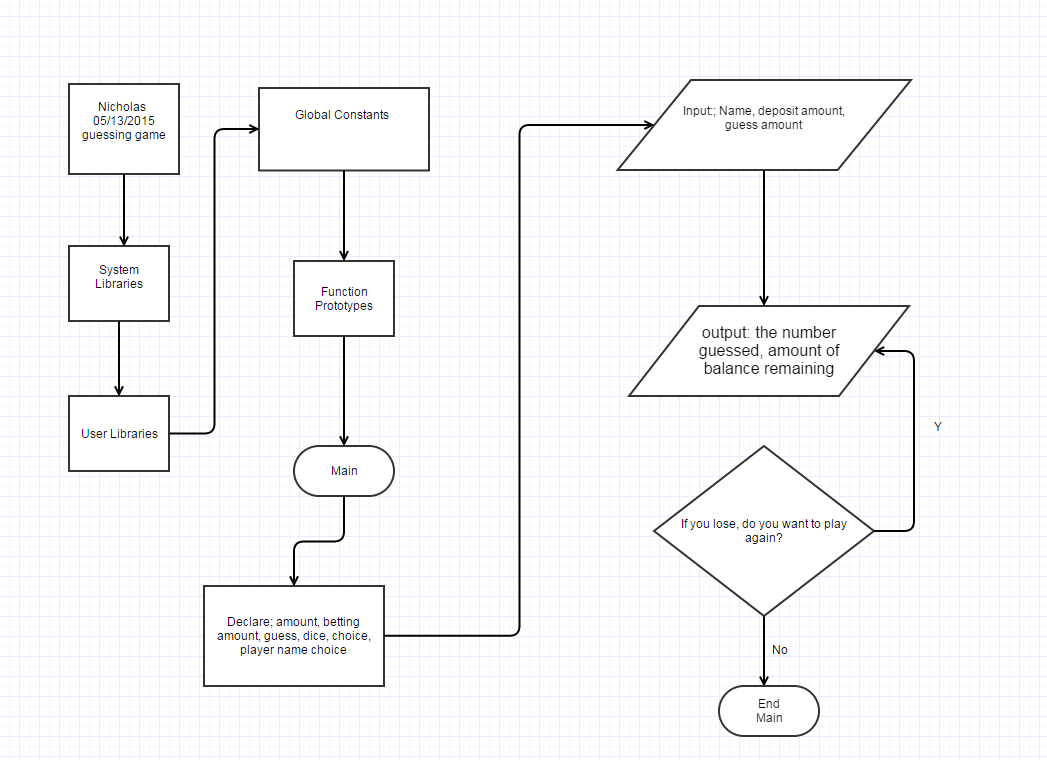 Nicholas
05/13/2015
guessing game
System
Libraries
User Libraries
Global Constants
Function
Prototypes
Main
Declare; amount, betting
amount, guess, dice, choice,
player name choice
Input:; Name, deposit amount,
guess amount
output: the number
guessed, amount of
balance remaining
Y
If you lose, do you want to play
again?
No
End
Main